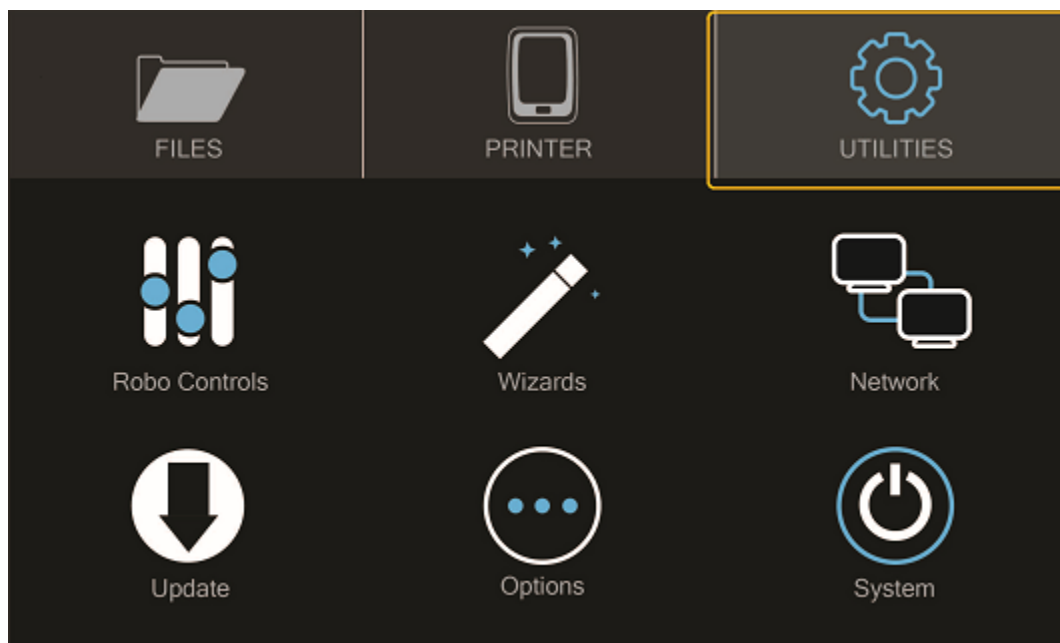 FILES
PRINTER
UTILITIES
Robo Controls
Wizards
Network
Update
Options
System